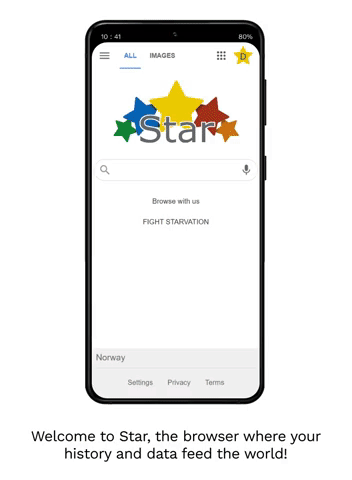 10 : 41
80%
ALL IMAGES
D
Star
Browse with us
FIGHT STARVATION
Norway
Settings Privacy Terms
Welcome to Star, the browser where your
history and data feed the world!